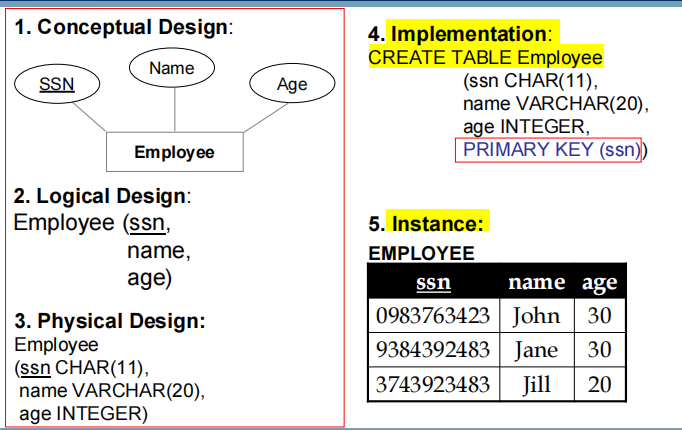 1. Conceptual Design:
SSN
Name
Age
Employee
2. Logical Design:
Employee (ssn,
name,
age)
3. Physical Design:
Employee
(ssn CHAR(11),
name VARCHAR(20),
age INTEGER)
4. Implementation:
CREATE TABLE Employee
(ssn CHAR(11),
name VARCHAR(20),
age INTEGER,
PRIMARY KEY (ssn))
5. Instance:
EMPLOYEE
ssn name age
0983763423 John 30
9384392483 Jane 30
3743923483 Jill 20